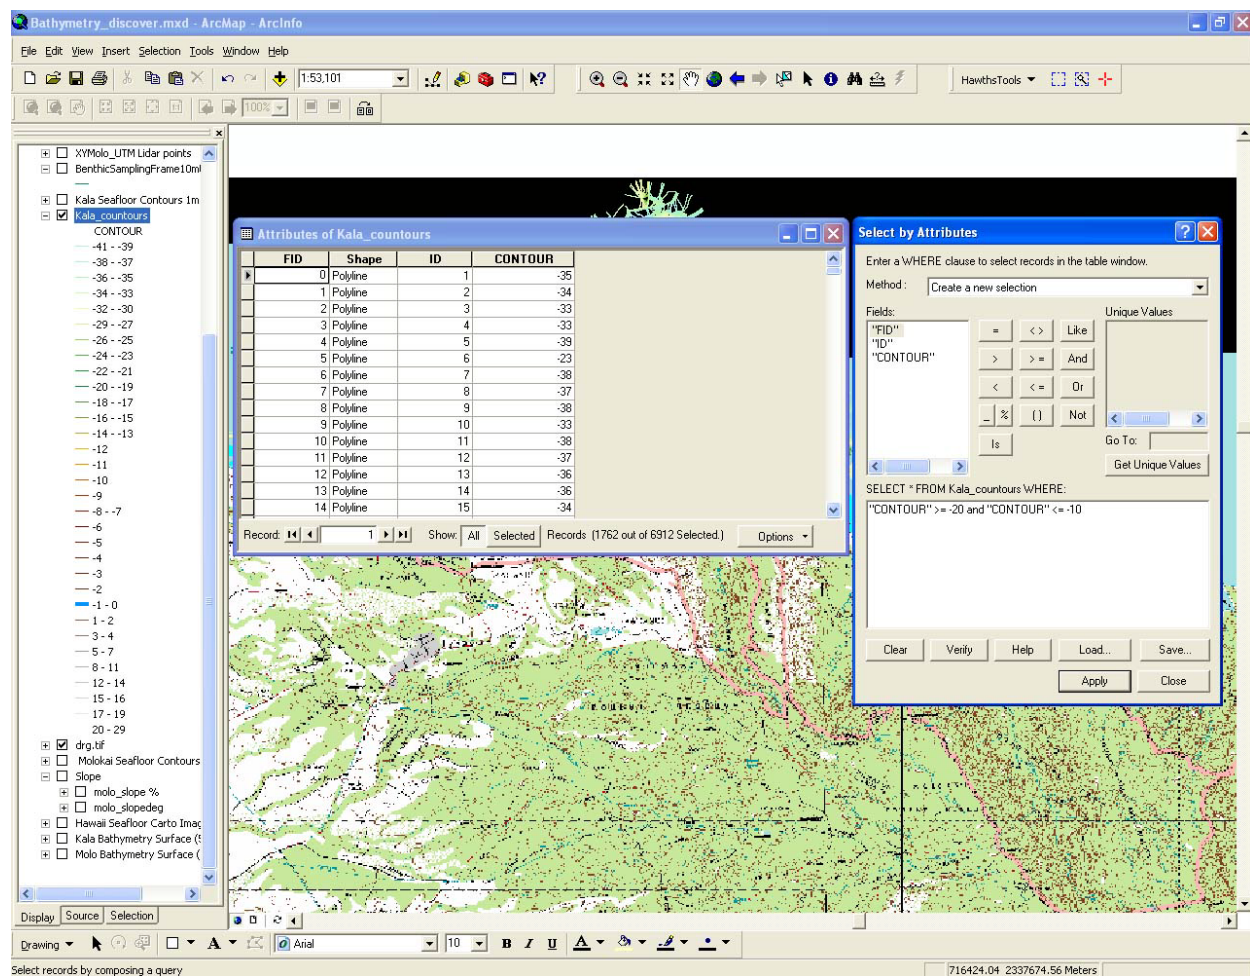 Bathymetry_discover.mxd - ArcMap - ArcInfo
File Edit View Insert Selection Tools Window Help
1:53,101
HawthsTools
100%
XYMolo_UTM Lidar points
BenthicSamplingFrame10m
Kala Seafloor Contours 1m
Kala_countours
CONTOUR
-41 - -39
-38 - -37
-36 - -35
-34 - -33
-32 - -30
-29 - -27
-26 - -25
-24 - -23
-22 - -21
-20 - -19
-18 - -17
-16 - -15
-14 - -13
-12
-11
-10
-9
-8 - -7
-6
-5
-4
-3
-2
-1 - 0
1 - 2
3 - 4
5 - 7
8 - 11
12 - 14
15 - 16
17 - 19
20 - 29
drg.tif
Molokai Seafloor Contours
Slope
molo_slope %
molo_slopedeg
Hawaii Seafloor Carto Imag
Kala Bathymetry Surface (5
Molo Bathymetry Surface (
Display Source Selection
Attributes of Kala_countours
FID Shape ID CONTOUR
0 Polyline 1 -35
1 Polyline 2 -34
2 Polyline 3 -33
3 Polyline 4 -33
4 Polyline 5 -39
5 Polyline 6 -23
6 Polyline 7 -38
7 Polyline 8 -37
8 Polyline 9 -38
9 Polyline 10 -33
10 Polyline 11 -38
11 Polyline 12 -37
12 Polyline 13 -36
13 Polyline 14 -36
14 Polyline 15 -34
Record: 1 Show: All Selected Records (1762 out of 6912 Selected.) Options
Select by Attributes
Enter a WHERE clause to select records in the table window.
Method : Create a new selection
Fields: Unique Values
"FID"
"ID"
"CONTOUR"
= <> Like
> >= And
< <= Or
_ % () Not
Is
Go To:
Get Unique Values
SELECT * FROM Kala_countours WHERE:
"CONTOUR" >= -20 and "CONTOUR" <= -10
Clear Verify Help Load... Save...
Apply Close
Drawing A Arial 10 B I U A
Select records by composing a query
716424.04 2337674.56 Meters